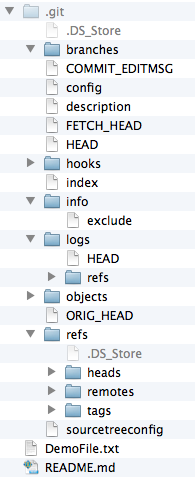 .git
.DS_Store
branches
COMMIT_EDITMSG
config
description
FETCH_HEAD
HEAD
hooks
index
info
exclude
logs
HEAD
refs
objects
ORIG_HEAD
refs
.DS_Store
heads
remotes
tags
sourcetreeconfig
DemoFile.txt
README.md